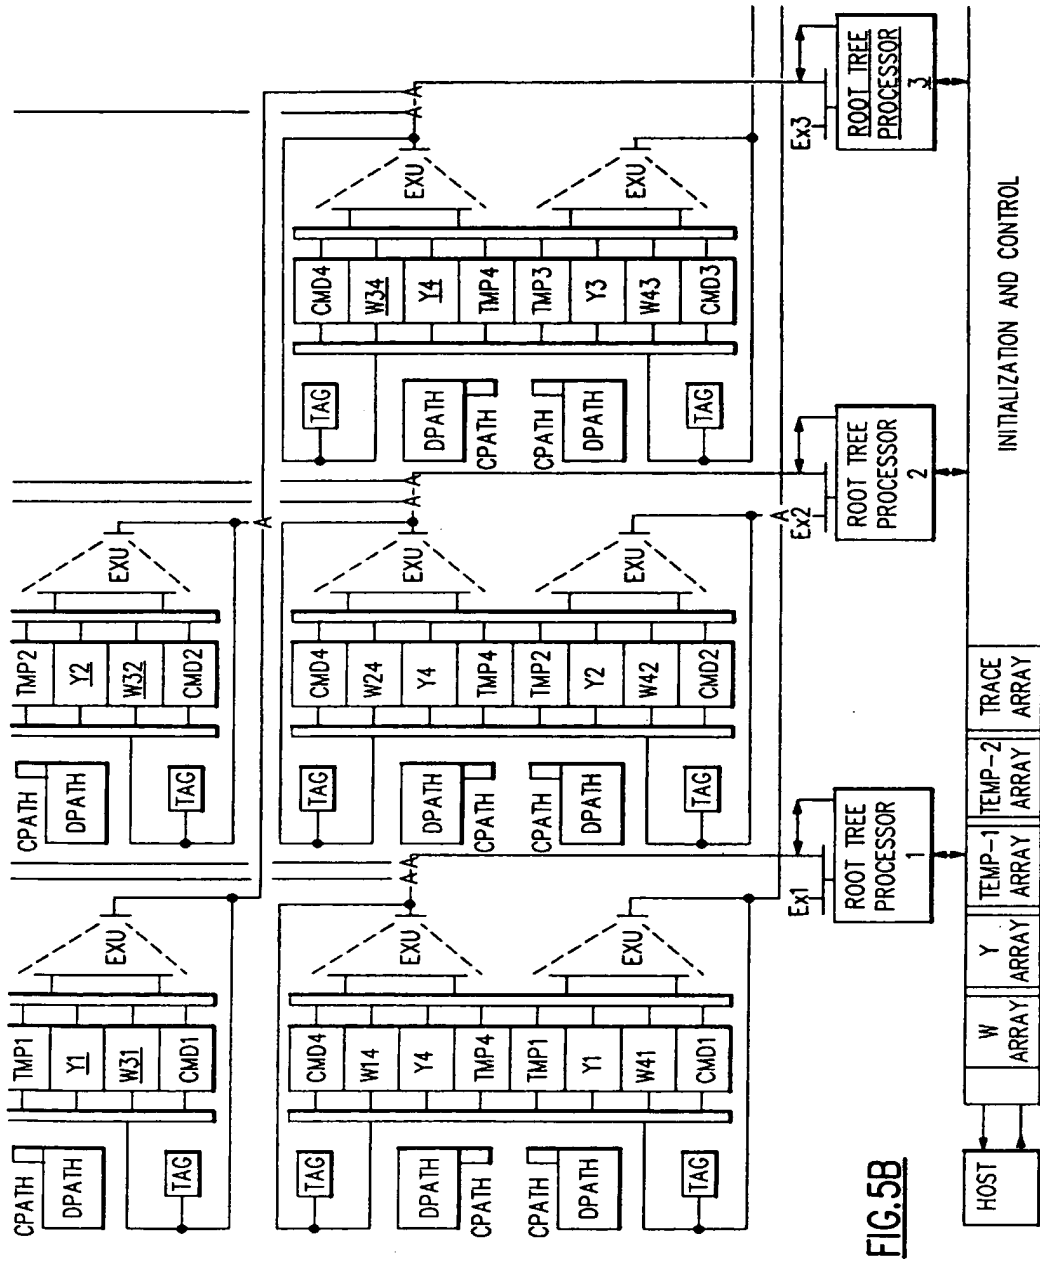 CPATH
DPATH
TAG
TMP1
Y1
W31
CMD1
EXU
CPATH
DPATH
TAG
TMP2
Y2
W32
CMD2
EXU
A
TAG
DPATH
CPATH
CPATH
DPATH
TAG
CMD4
W14
Y4
TMP4
TMP1
Y1
W41
CMD1
EXU
EXU
A
A
TAG
DPATH
CPATH
CPATH
DPATH
TAG
CMD4
W24
Y4
TMP4
TMP2
Y2
W42
CMD2
EXU
EXU
A
A
A
TAG
DPATH
CPATH
CPATH
DPATH
TAG
CMD4
W34
Y4
TMP4
TMP3
Y3
W43
CMD3
EXU
EXU
A
A
Ex1
ROOT TREE
PROCESSOR
1
Ex2
ROOT TREE
PROCESSOR
2
Ex3
ROOT TREE
PROCESSOR
3
FIG.5B
HOST
W
ARRAY
Y
ARRAY
TEMP-1
ARRAY
TEMP-2
ARRAY
TRACE
ARRAY
INITIALIZATION AND CONTROL